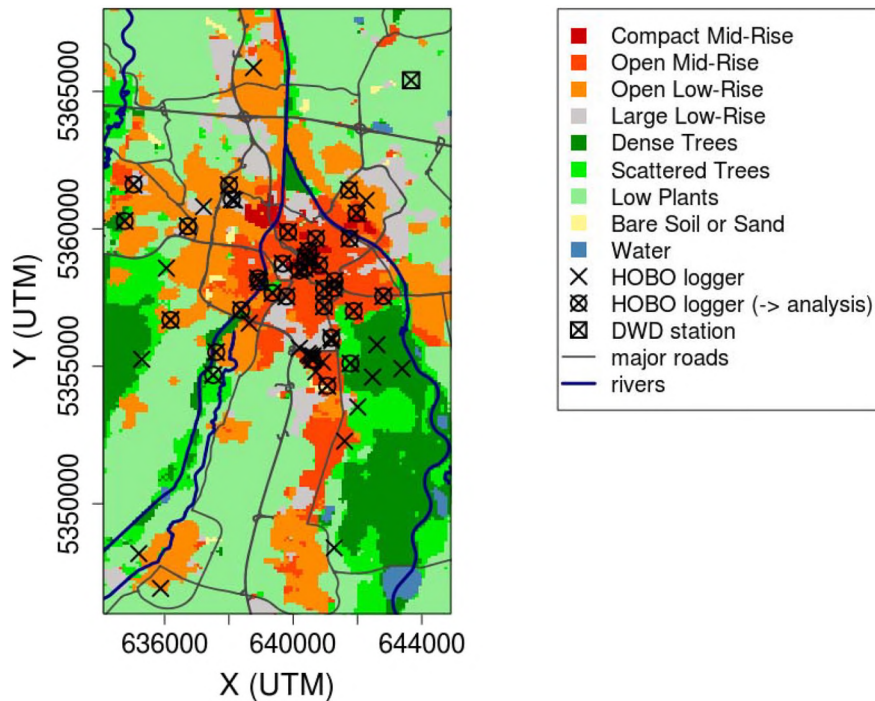 5365000
5360000
5355000
5350000
Y (UTM)
636000 640000 644000
X (UTM)
Compact Mid-Rise
Open Mid-Rise
Open Low-Rise
Large Low-Rise
Dense Trees
Scattered Trees
Low Plants
Bare Soil or Sand
Water
HOBO logger
HOBO logger (-> analysis)
DWD station
major roads
rivers